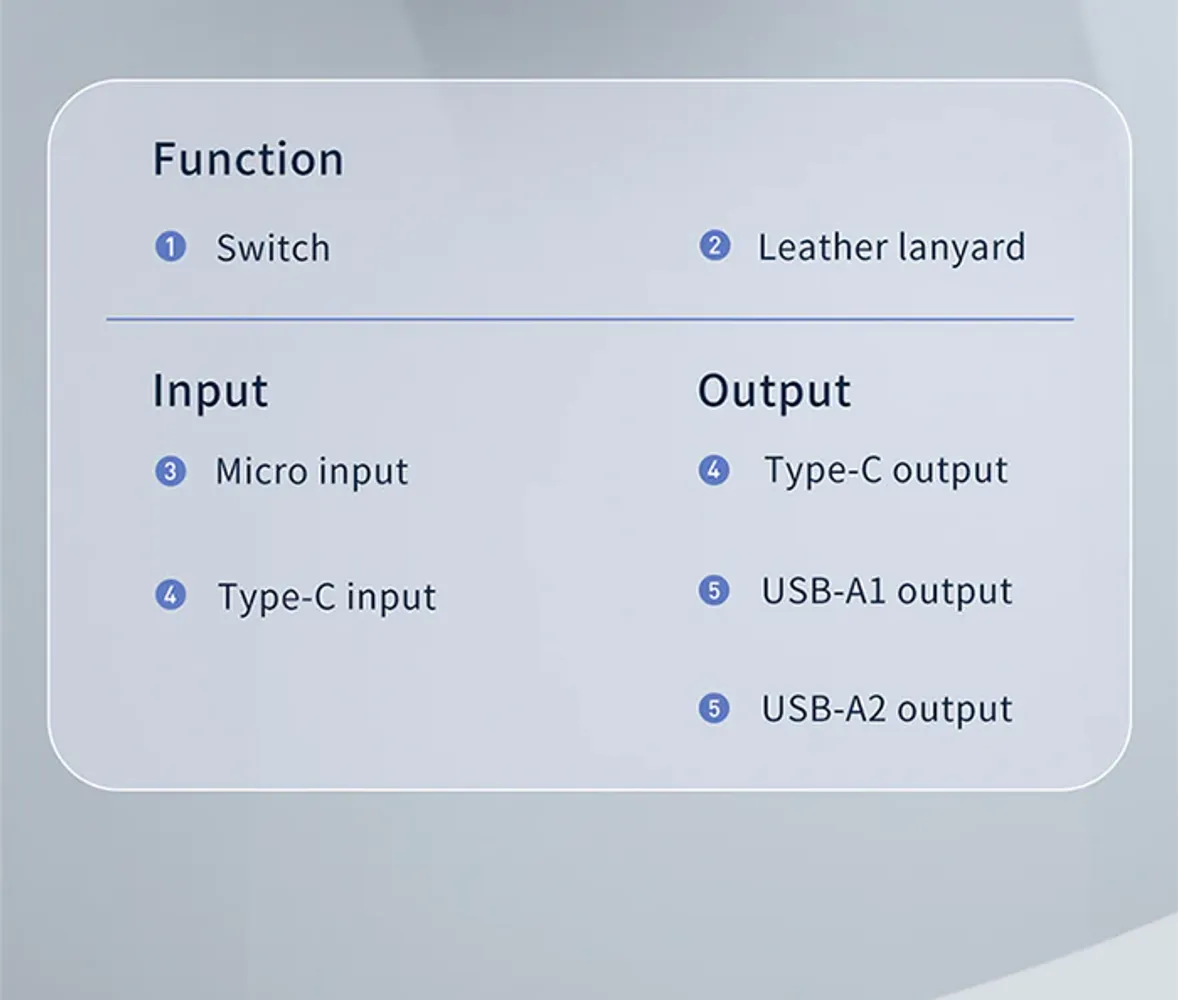 Function
1 Switch
2 Leather lanyard
Input
3 Micro input
4 Type-C input
Output
4 Type-C output
5 USB-A1 output
5 USB-A2 output